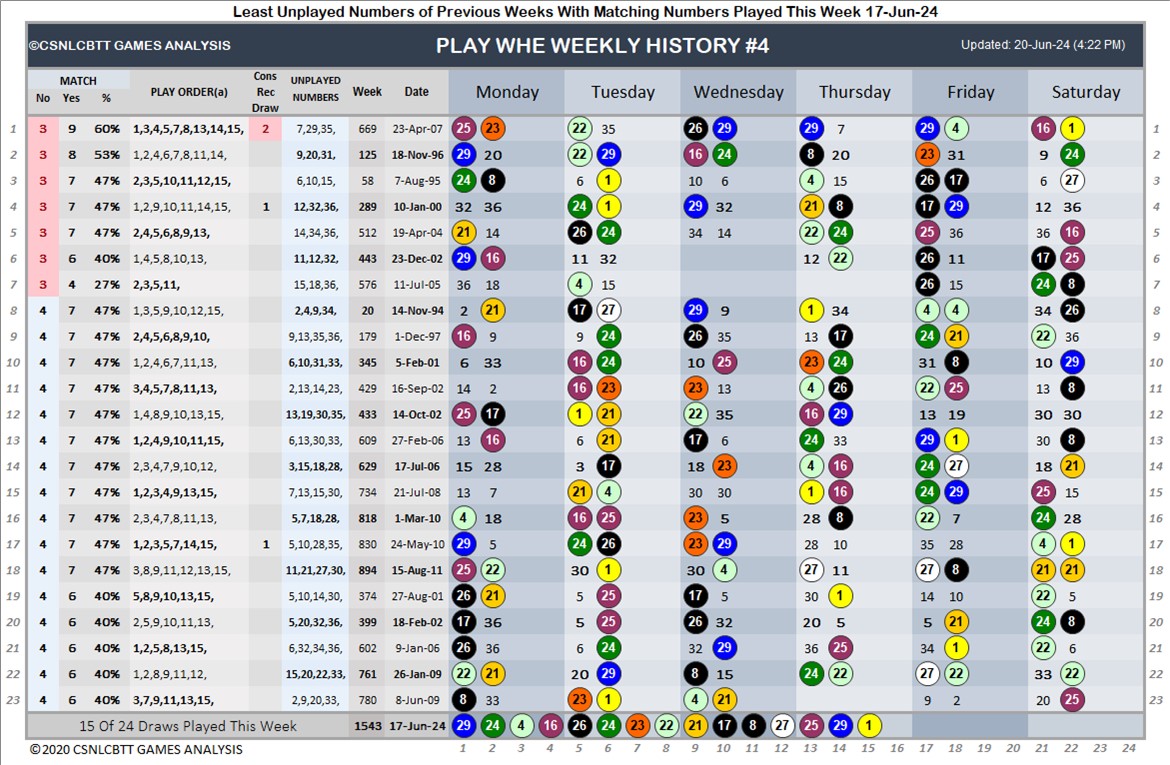 Least Unplayed Numbers of Previous Weeks With Matching Numbers Played This Week 17-Jun-24
©CSNLCBTT GAMES ANALYSIS PLAY WHE WEEKLY HISTORY #4 Updated: 20-Jun-24 (4:22 PM)
MATCH
No Yes % PLAY ORDER(a) Cons Rec Draw UNPLAYED NUMBERS Week Date Monday Tuesday Wednesday Thursday Friday Saturday
1 3 9 60% 1,3,4,5,7,8,13,14,15, 2 7,29,35, 669 23-Apr-07 25 23 22 35 26 29 29 7 29 4 16 1 1
2 3 8 53% 1,2,4,6,7,8,11,14, 9,20,31, 125 18-Nov-96 29 20 22 29 16 24 8 20 23 31 9 24 2
3 3 7 47% 2,3,5,10,11,12,15, 6,10,15, 58 7-Aug-95 24 8 6 1 10 6 4 15 26 17 6 27 3
4 3 7 47% 1,2,9,10,11,14,15, 1 12,32,36, 289 10-Jan-00 32 36 24 1 29 32 21 8 17 29 12 36 4
5 3 7 47% 2,4,5,6,8,9,13, 14,34,36, 512 19-Apr-04 21 14 26 24 34 14 22 24 25 36 36 16 5
6 3 6 40% 1,4,5,8,10,13, 11,12,32, 443 23-Dec-02 29 16 11 32 12 22 26 11 17 25 6
7 3 4 27% 2,3,5,11, 15,18,36, 576 11-Jul-05 36 18 4 15 26 15 24 8 7
8 4 7 47% 1,3,5,9,10,12,15, 2,4,9,34, 20 14-Nov-94 2 21 17 27 29 9 1 34 4 4 34 26 8
9 4 7 47% 2,4,5,6,8,9,10, 9,13,35,36, 179 1-Dec-97 16 9 9 24 26 35 13 17 24 21 22 36 9
10 4 7 47% 1,2,4,6,7,11,13, 6,10,31,33, 345 5-Feb-01 6 33 16 24 10 25 23 24 31 8 10 29 10
11 4 7 47% 3,4,5,7,8,11,13, 2,13,14,23, 429 16-Sep-02 14 2 16 23 23 13 4 26 22 25 13 8 11
12 4 7 47% 1,4,8,9,10,13,15, 13,19,30,35, 433 14-Oct-02 25 17 1 21 22 35 16 29 13 19 30 30 12
13 4 7 47% 1,2,4,9,10,11,15, 6,13,30,33, 609 27-Feb-06 13 16 6 21 17 6 24 33 29 1 30 8 13
14 4 7 47% 2,3,4,7,9,10,12, 3,15,18,28, 629 17-Jul-06 15 28 3 17 18 23 4 16 24 27 18 21 14
15 4 7 47% 1,2,3,4,9,13,15, 7,13,15,30, 734 21-Jul-08 13 7 21 4 30 30 1 16 24 29 25 15 15
16 4 7 47% 2,3,4,7,8,11,13, 5,7,18,28, 818 1-Mar-10 4 18 16 25 23 5 28 8 22 7 24 28 16
17 4 7 47% 1,2,3,5,7,14,15, 1 5,10,28,35, 830 24-May-10 29 5 24 26 23 29 28 10 35 28 4 1 17
18 4 7 47% 3,8,9,11,12,13,15, 11,21,27,30, 894 15-Aug-11 25 22 30 1 30 4 27 11 27 8 21 21 18
19 4 6 40% 5,8,9,10,13,15, 5,10,14,30, 374 27-Aug-01 26 21 5 25 17 5 30 1 14 10 22 5 19
20 4 6 40% 2,5,9,10,11,13, 5,20,32,36, 399 18-Feb-02 17 36 5 25 26 32 20 5 5 21 24 8 20
21 4 6 40% 1,2,5,8,13,15, 6,32,34,36, 602 9-Jan-06 26 36 6 24 32 29 36 25 34 1 22 6 21
22 4 6 40% 1,2,8,9,11,12, 15,20,22,33, 761 26-Jan-09 22 21 20 29 8 15 24 22 27 22 33 22 22
23 4 6 40% 3,7,9,11,13,15, 2,9,20,33, 780 8-Jun-09 8 33 23 1 4 21 9 2 20 25 23
15 Of 24 Draws Played This Week 1543 17-Jun-24 29 24 4 16 26 24 23 22 21 17 8 27 25 29 1
© 2020 CSNLCBTT GAMES ANALYSIS 1 2 3 4 5 6 7 8 9 10 11 12 13 14 15 16 17 18 19 20 21 22 23 24